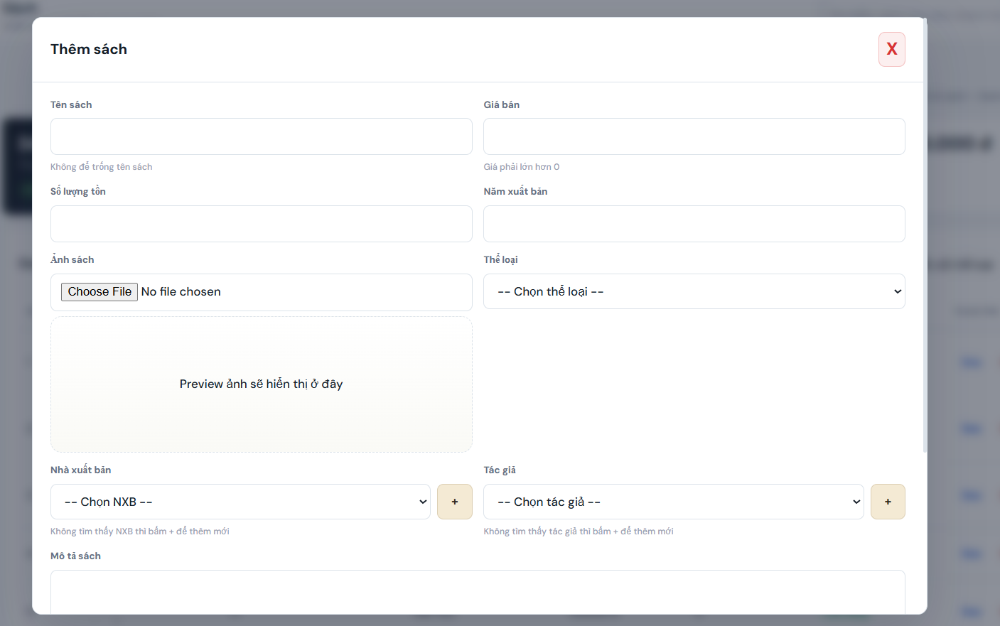 Thêm sách
X
Tên sách
Giá bán
Không để trống tên sách
Giá phải lớn hơn 0
Số lượng tồn
Năm xuất bản
Ảnh sách
Thể loại
Choose File No file chosen
-- Chọn thể loại --
Preview ảnh sẽ hiển thị ở đây
Nhà xuất bản
Tác giả
-- Chọn NXB --
+
-- Chọn tác giả --
+
Không tìm thấy NXB thì bấm + để thêm mới
Không tìm thấy tác giả thì bấm + để thêm mới
Mô tả sách